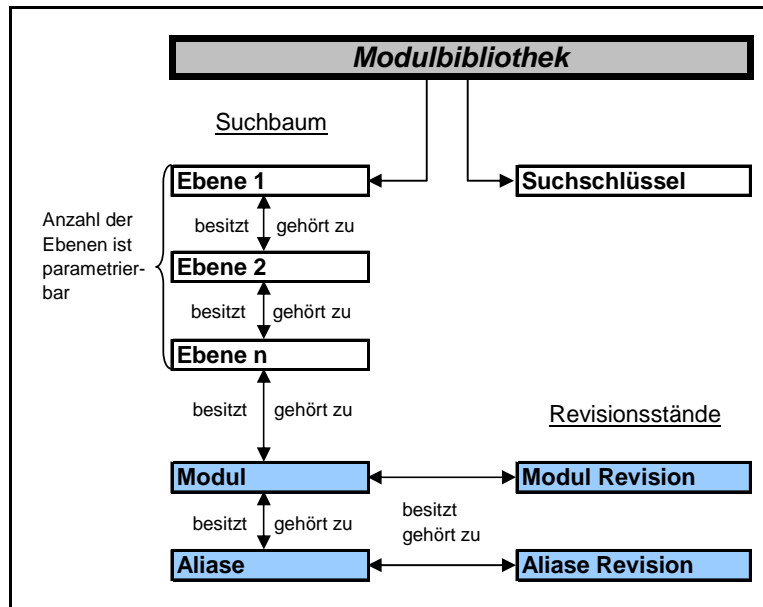 Modulbibliothek
Suchbaum
Ebene 1
Suchschlüssel
besitzt gehört zu
Anzahl der
Ebenen ist
parametrier-
bar
Ebene 2
besitzt gehört zu
Ebene n
besitzt gehört zu
Revisionsstände
Modul
Modul Revision
besitzt gehört zu
besitzt
gehört zu
Aliase
Aliase Revision